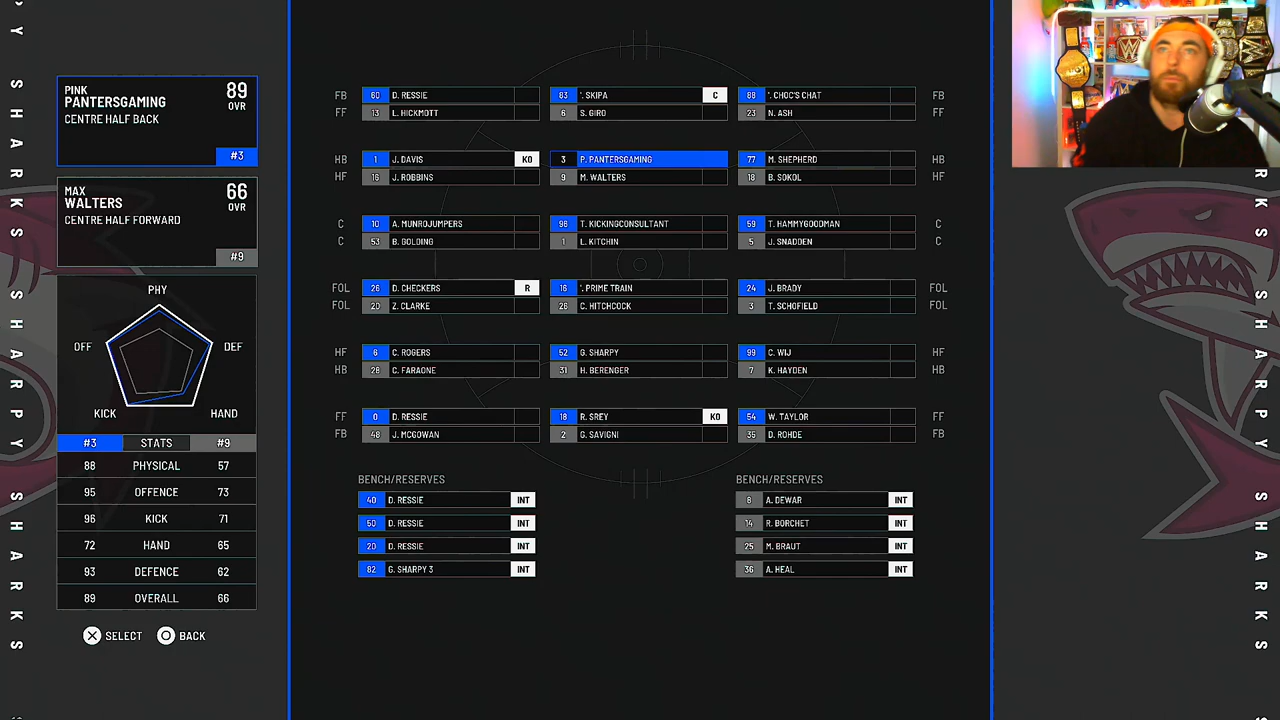 SHARPY SHARKS
PINK
PANTERSGAMING
CENTRE HALF BACK
89
OVR
#3
MAX
WALTERS
CENTRE HALF FORWARD
66
OVR
#9
PHY
OFF
DEF
KICK
HAND
#3 STATS #9
88 PHYSICAL 57
95 OFFENCE 73
96 KICK 71
72 HAND 65
93 DEFENCE 62
89 OVERALL 66
SELECT BACK
FB 60 D. RESSIE 83 '. SKIPA C 88 '. CHOC'S CHAT FB
FF 13 L. HICKMOTT 6 S. GIRO 23 N. ASH FF
HB 1 J. DAVIS KO 3 P. PANTERSGAMING 77 M. SHEPHERD HB
HF 16 J. ROBBINS 9 M. WALTERS 18 B. SOKOL HF
C 10 A. MUNROJUMPERS 98 T. KICKINGCONSULTANT 59 T. HAMMYGOODMAN C
C 53 B. GOLDING 1 L. KITCHIN 5 J. SNADDEN C
FOL 26 D. CHECKERS R 16 '. PRIME TRAIN 24 J. BRADY FOL
FOL 20 Z. CLARKE 26 C. HITCHCOCK 3 T. SCHOFIELD FOL
HF 6 C. ROGERS 52 G. SHARPY 99 C. WIJ HF
HB 28 C. FARAONE 31 H. BERENGER 7 K. HAYDEN HB
FF 0 D. RESSIE 18 R. SREY KO 54 W. TAYLOR FF
FB 48 J. MCGOWAN 2 G. SAVIGNI 35 D. ROHDE FB
BENCH/RESERVES
40 D. RESSIE INT
50 D. RESSIE INT
20 D. RESSIE INT
82 G. SHARPY 3 INT
BENCH/RESERVES
8 A. DEWAR INT
14 R. BORCHET INT
25 M. BRAUT INT
36 A. HEAL INT
RKS SHARPY SHARKS